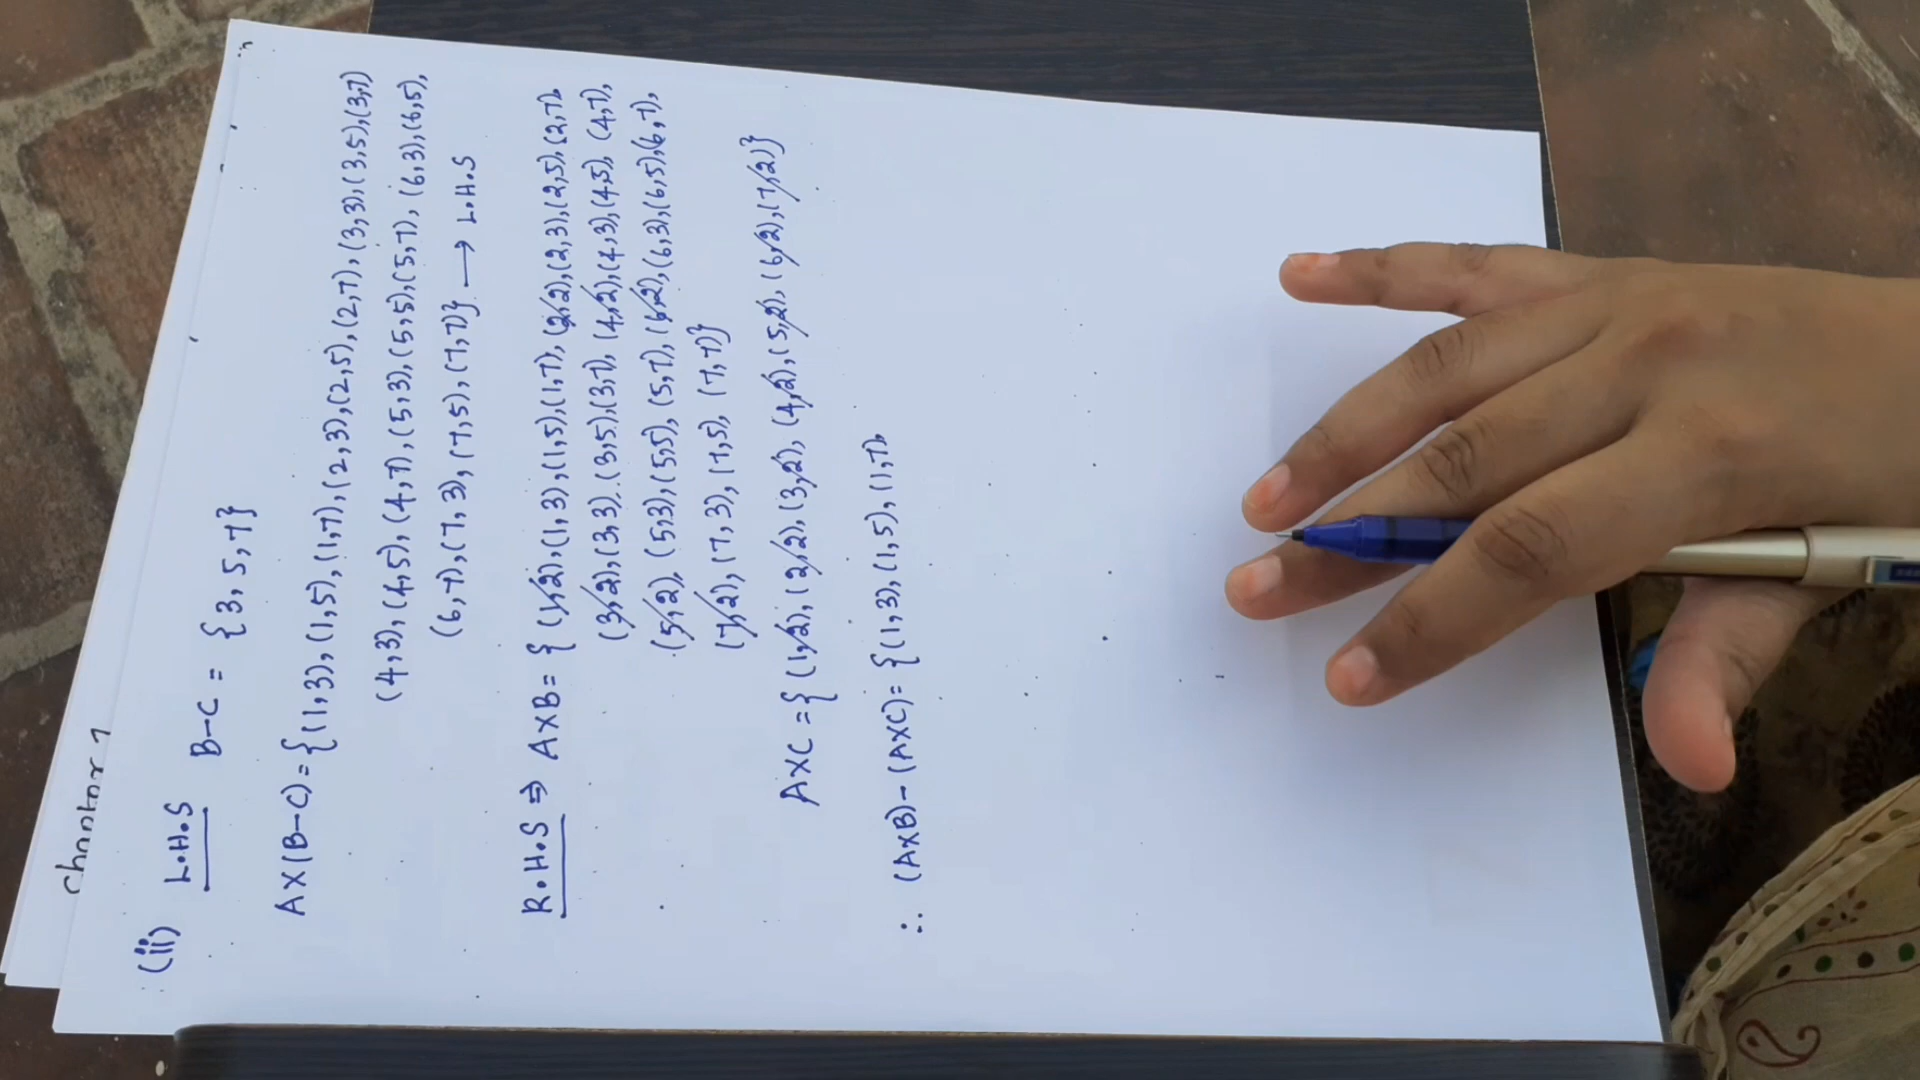 Chapter 1
(ii) L.H.S B-C = {3,5,7}
A×(B-C)={(1,3),(1,5),(1,7),(2,3),(2,5),(2,7),(3,3),(3,5),(3,7)
(4,3),(4,5),(4,7),(5,3),(5,5),(5,7),(6,3),(6,5),
(6,7),(7,3),(7,5),(7,7)} → L.H.S
R.H.S ⇒ A×B={(1,2),(1,3),(1,5),(1,7),(2,2),(2,3),(2,5),(2,7),
(3,2),(3,3),(3,5),(3,7),(4,2),(4,3),(4,5),(4,7),
(5,2),(5,3),(5,5),(5,7),(6,2),(6,3),(6,5),(6,7),
(7,2),(7,3),(7,5),(7,7)}
A×C={(1,2),(2,2),(3,2),(4,2),(5,2),(6,2),(7,2)}
∴ (A×B)-(A×C)={(1,3),(1,5),(1,7),